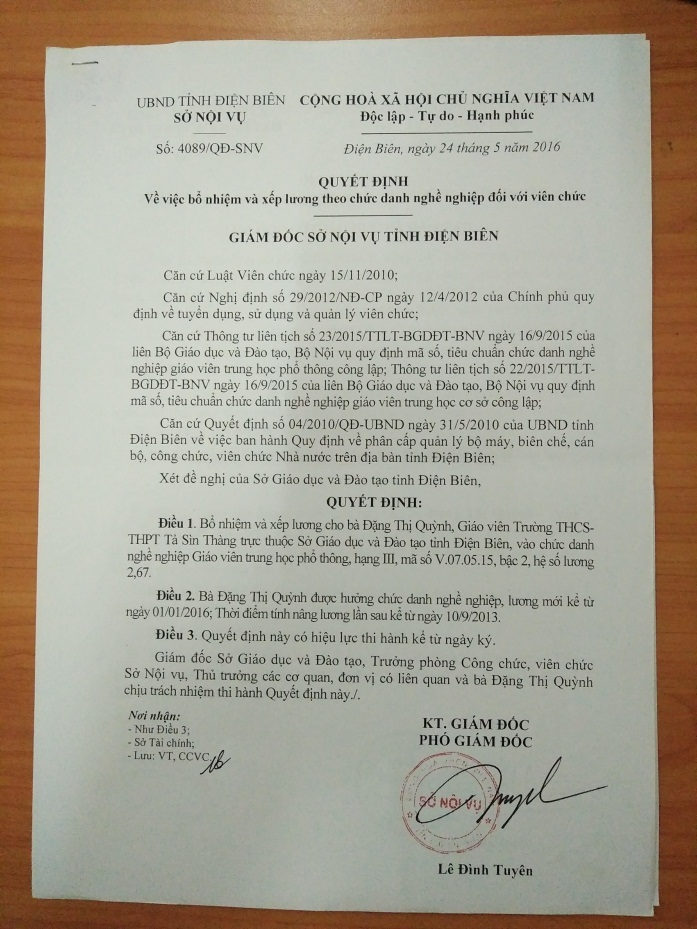 UBND TỈNH ĐIỆN BIÊN
SỞ NỘI VỤ
CỘNG HOÀ XÃ HỘI CHỦ NGHĨA VIỆT NAM
Độc lập - Tự do - Hạnh phúc
Số: 4089/QĐ-SNV
Điện Biên, ngày 24 tháng 5 năm 2016
QUYẾT ĐỊNH
Về việc bổ nhiệm và xếp lương theo chức danh nghề nghiệp đối với viên chức
GIÁM ĐỐC SỞ NỘI VỤ TỈNH ĐIỆN BIÊN
Căn cứ Luật Viên chức ngày 15/11/2010;
Căn cứ Nghị định số 29/2012/NĐ-CP ngày 12/4/2012 của Chính phủ quy
định về tuyển dụng, sử dụng và quản lý viên chức;
Căn cứ Thông tư liên tịch số 23/2015/TTLT-BGDĐT-BNV ngày 16/9/2015 của
liên Bộ Giáo dục và Đào tạo, Bộ Nội vụ quy định mã số, tiêu chuẩn chức danh nghề
nghiệp giáo viên trung học phổ thông công lập; Thông tư liên tịch số 22/2015/TTLT-
BGDĐT-BNV ngày 16/9/2015 của liên Bộ Giáo dục và Đào tạo, Bộ Nội vụ quy định
mã số, tiêu chuẩn chức danh nghề nghiệp giáo viên trung học cơ sở công lập;
Căn cứ Quyết định số 04/2010/QĐ-UBND ngày 31/5/2010 của UBND tỉnh
Điện Biên về việc ban hành Quy định về phân cấp quản lý bộ máy, biên chế, cán
bộ, công chức, viên chức Nhà nước trên địa bàn tỉnh Điện Biên;
Xét đề nghị của Sở Giáo dục và Đào tạo tỉnh Điện Biên,
QUYẾT ĐỊNH:
Điều 1. Bổ nhiệm và xếp lương cho bà Đặng Thị Quỳnh, Giáo viên Trường THCS-
THPT Tả Sìn Thàng trực thuộc Sở Giáo dục và Đào tạo tỉnh Điện Biên, vào chức danh
nghề nghiệp Giáo viên trung học phổ thông, hạng III, mã số V.07.05.15, bậc 2, hệ số lương
2,67.
Điều 2. Bà Đặng Thị Quỳnh được hưởng chức danh nghề nghiệp, lương mới kể từ
ngày 01/01/2016; Thời điểm tính nâng lương lần sau kể từ ngày 10/9/2013.
Điều 3. Quyết định này có hiệu lực thi hành kể từ ngày ký.
Giám đốc Sở Giáo dục và Đào tạo, Trưởng phòng Công chức, viên chức
Sở Nội vụ, Thủ trưởng các cơ quan, đơn vị có liên quan và bà Đặng Thị Quỳnh
chịu trách nhiệm thi hành Quyết định này./.
Nơi nhận:
- Như Điều 3;
- Sở Tài chính;
- Lưu: VT, CCVC
KT. GIÁM ĐỐC
PHÓ GIÁM ĐỐC
SỞ NỘI VỤ
Lê Đình Tuyên